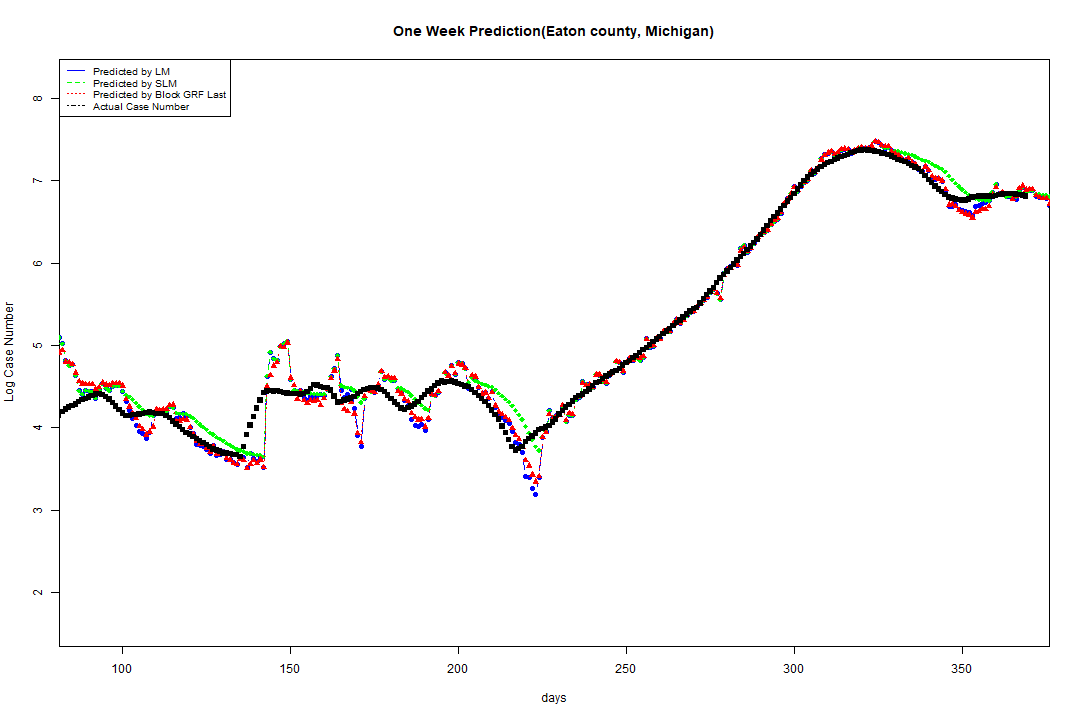 One Week Prediction(Eaton county, Michigan)
Predicted by LM
Predicted by SLM
Predicted by Block GRF Last
Actual Case Number
8
7
6
5
4
3
2
Log Case Number
100 150 200 250 300 350
days